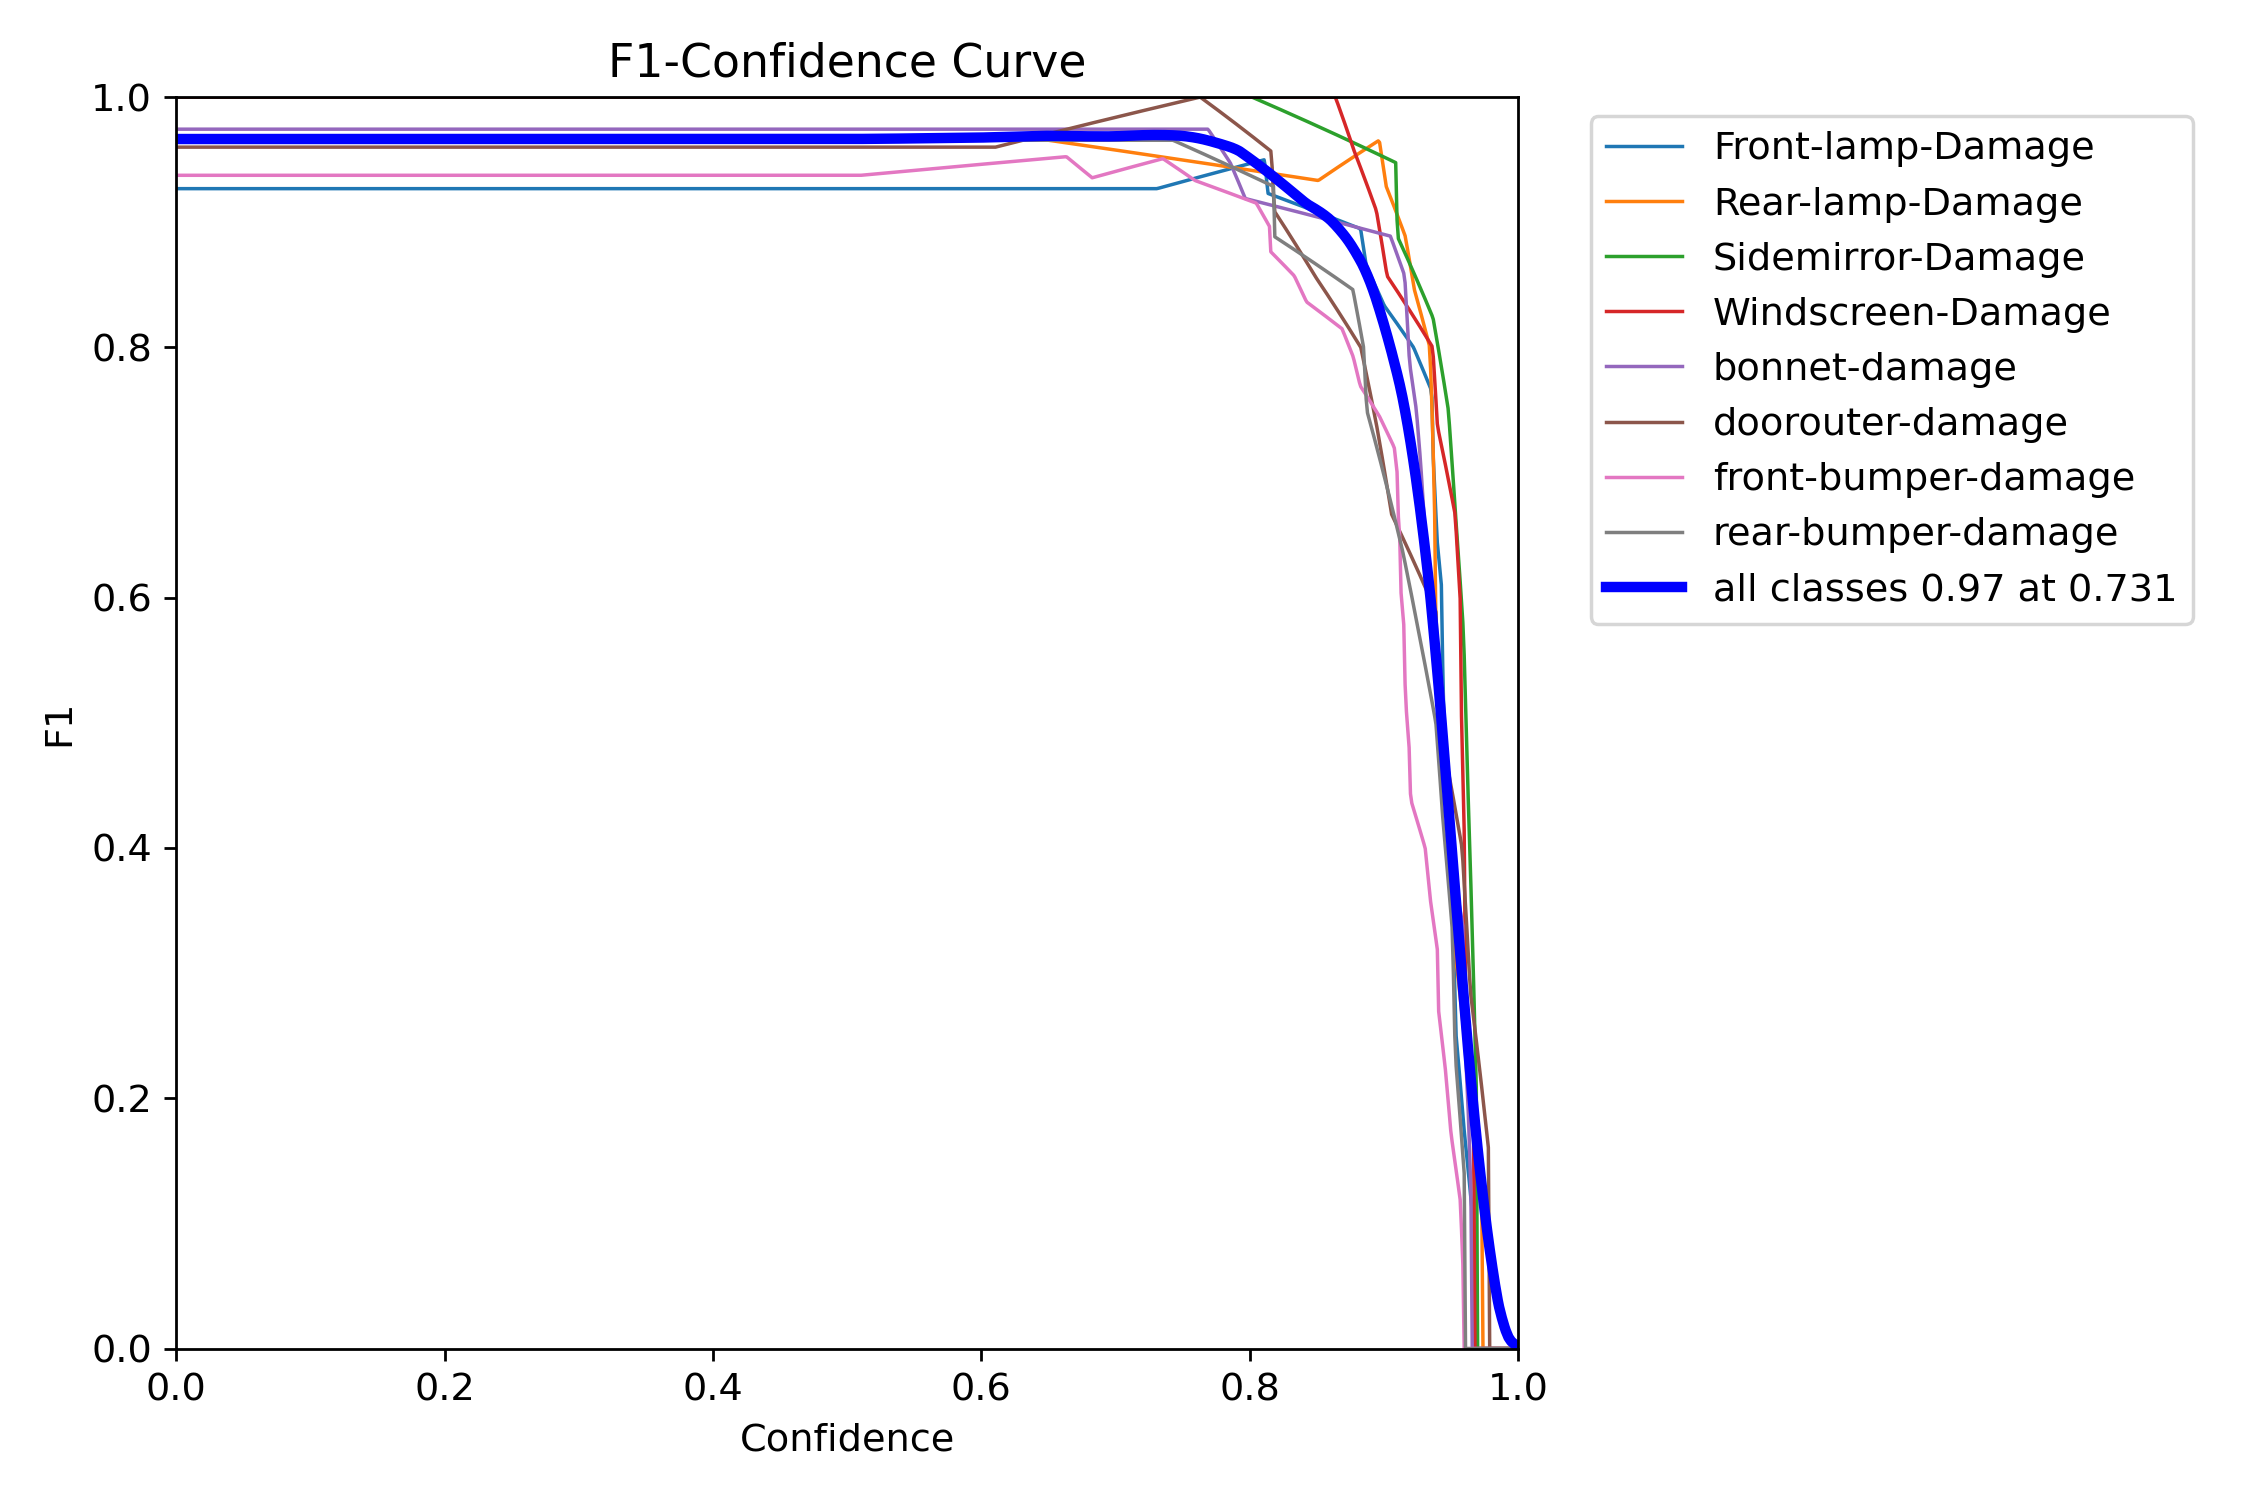 F1-Confidence Curve
1.0
0.8
0.6
0.4
0.2
0.0
F1
0.0
0.2
0.4
0.6
0.8
1.0
Confidence
Front-lamp-Damage
Rear-lamp-Damage
Sidemirror-Damage
Windscreen-Damage
bonnet-damage
doorouter-damage
front-bumper-damage
rear-bumper-damage
all classes 0.97 at 0.731